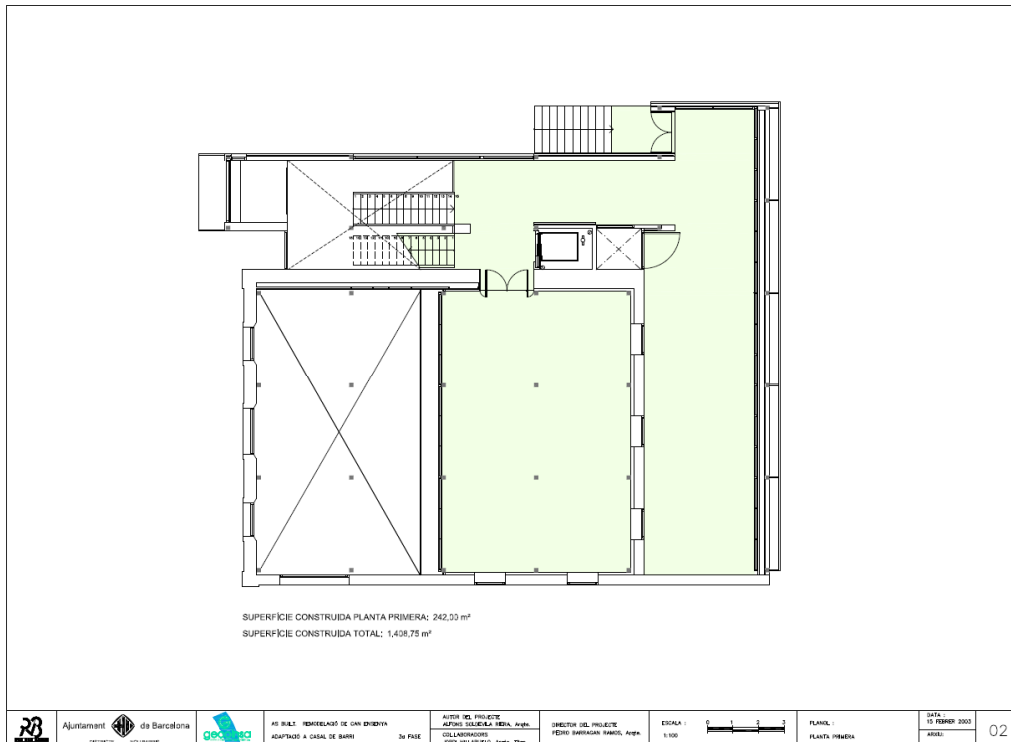 SUPERFÍCIE CONSTRUIDA PLANTA PRIMERA: 242,00 m²
SUPERFÍCIE CONSTRUIDA TOTAL: 1,408,75 m²
RB
Ajuntament de Barcelona
AS BUILT. REMODELACIÓ DE CAN ENSENYA
ADAPTACIÓ A CASAL DE BARRI 3a FASE
AUTOR DEL PROJECTE
ALFONS SOLDEVILA RIERA, Arqte.
COL·LABORADORS
DIRECTOR DEL PROJECTE
PEDRO BARRAGAN RAMOS, Arqte.
ESCALA :
1:100
0 1 2 3
PLANOL :
PLANTA PRIMERA
DATA :
15 FEBRER 2003
ARXIU:
02